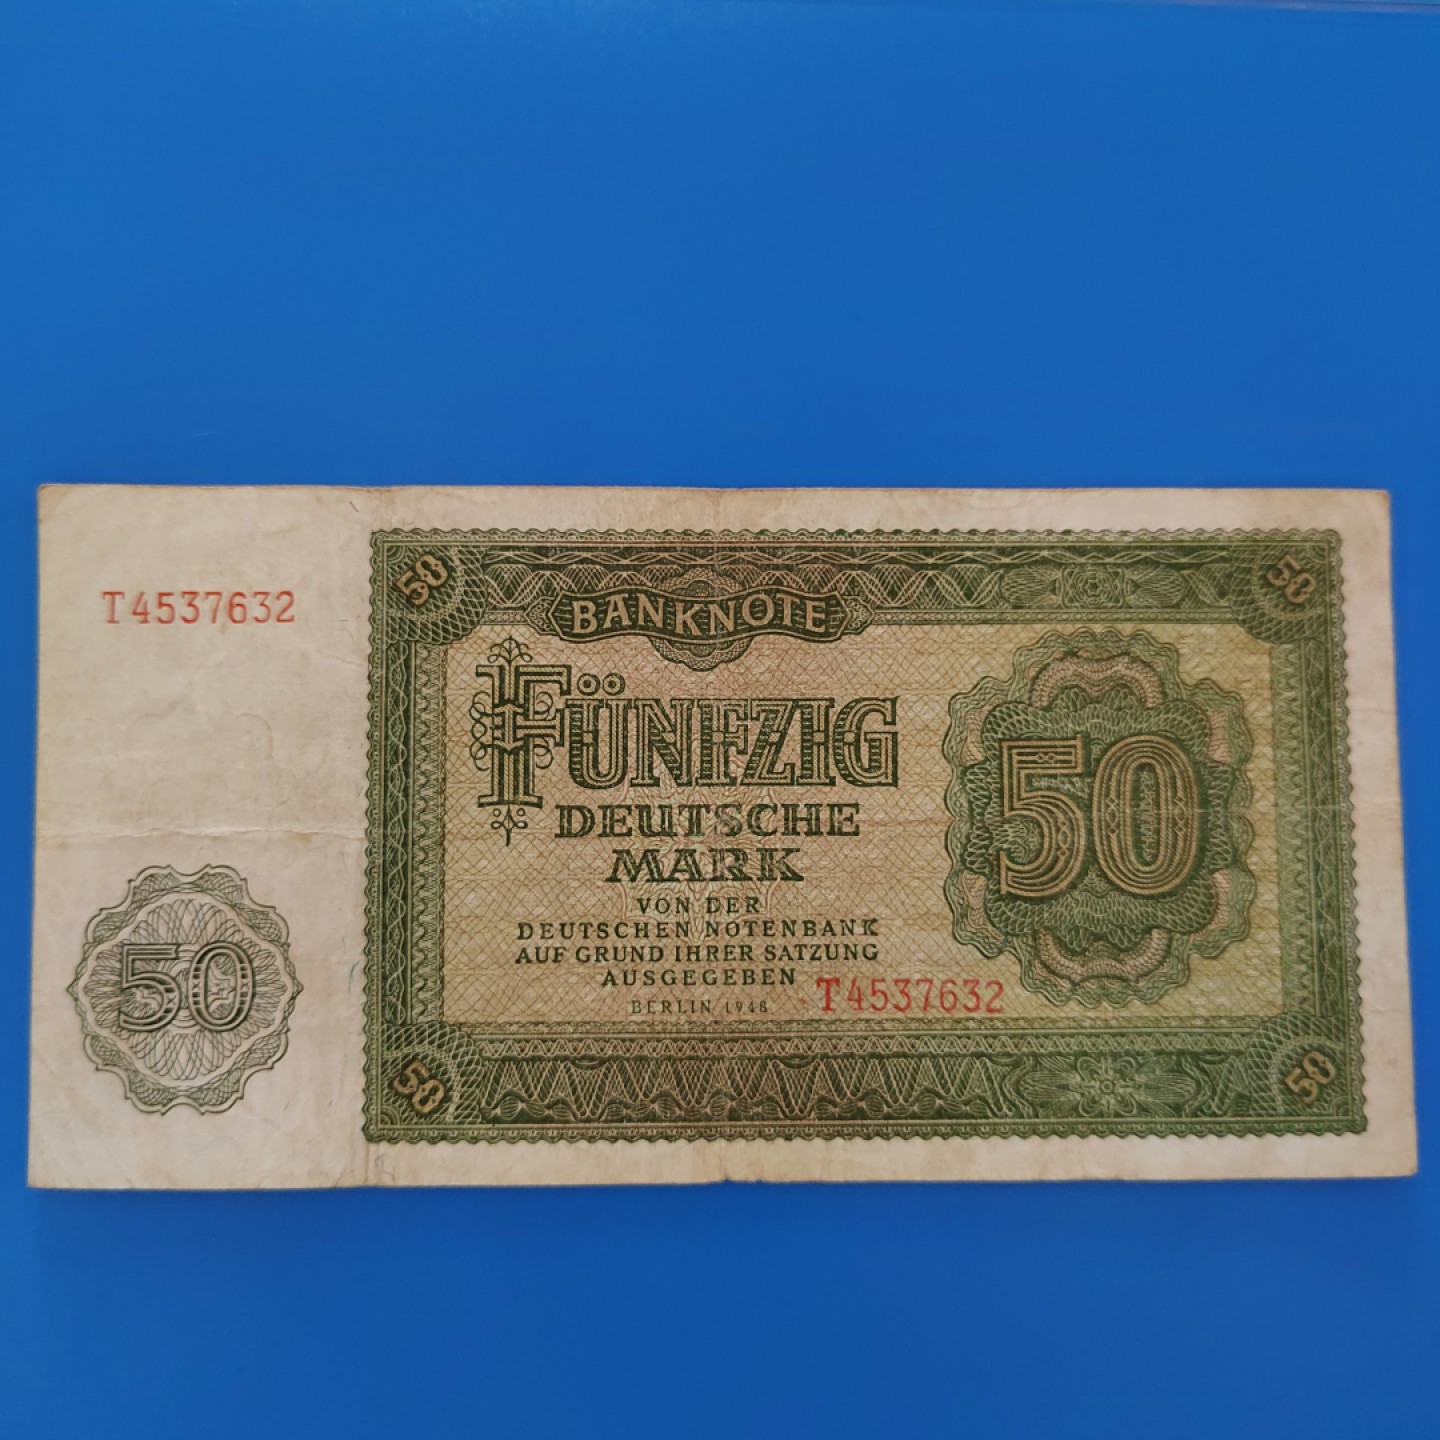 50
50
BANKNOTE
T4537632
FÜNFZIG
DEUTSCHE
MARK
50
VON DER
DEUTSCHEN NOTENBANK
AUF GRUND IHRER SATZUNG
AUSGEGEBEN
T4537632
BERLIN 1948
50
50
50